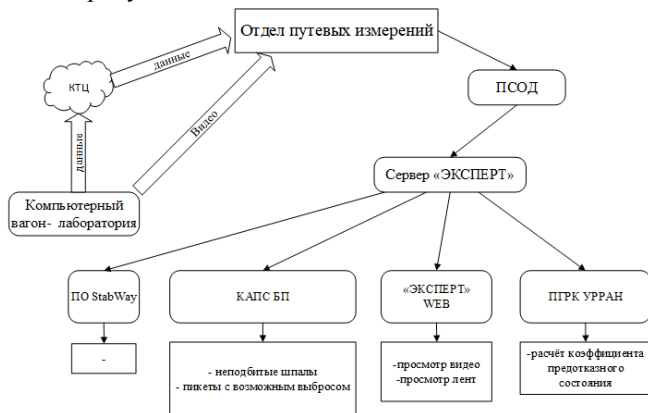 Отдел путевых измерений
данные
КТЦ
ПСОД
Видео
данные
Сервер «ЭКСПЕРТ»
Компьютерный
вагон- лаборатория
ПО StabWay
КАПС БП
«ЭКСПЕРТ»
WEB
ПГРК УРРАН
-
- неподбитые шпалы
- пикеты с возможным выбросом
-просмотр видео
-просмотр лент
-расчёт коэффициента
предотказного
состояния